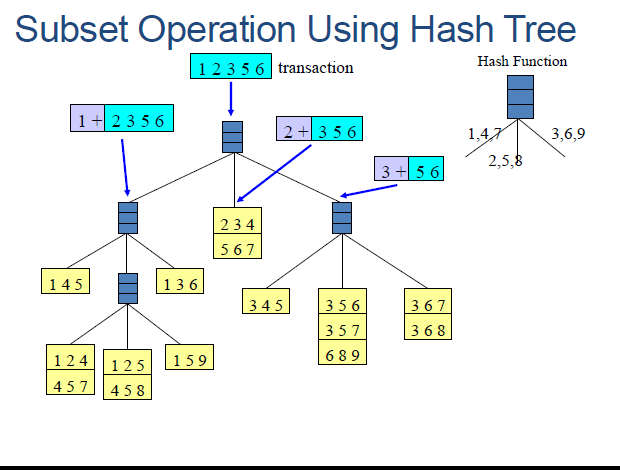 Subset Operation Using Hash Tree
1 2 3 5 6 transaction
Hash Function
1 + 2 3 5 6
2 + 3 5 6
1,4,7
3,6,9
2,5,8
3 + 5 6
2 3 4
5 6 7
1 4 5
1 3 6
3 4 5
3 5 6
3 6 7
3 5 7
3 6 8
6 8 9
1 2 4
1 2 5
1 5 9
4 5 7
4 5 8